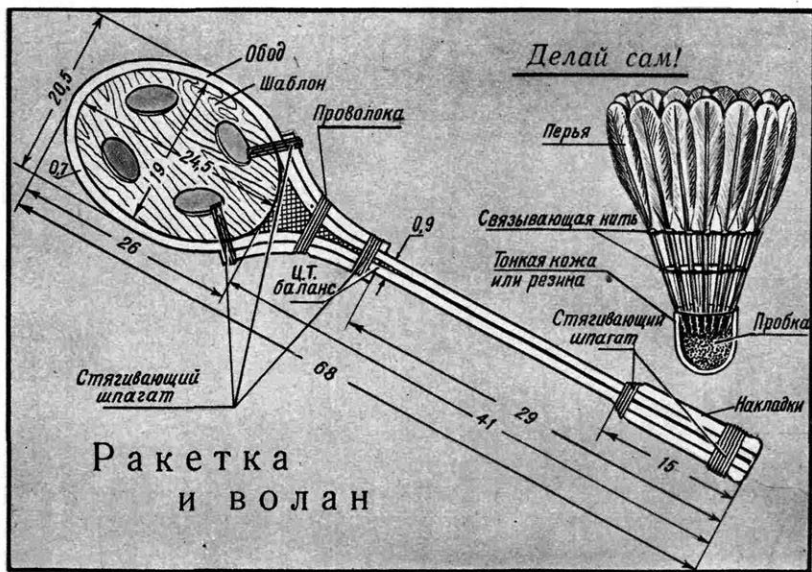 Делай сам!
Обод
Шаблон
Проволока
20,5
24,5
19
0,7
26
Ц.Т.
баланс
0,9
Перья
Связывающая нить
Тонкая кожа
или резина
Пробка
Стягивающий
шпагат
Накладки
Стягивающий
шпагат
68
41
29
15
Ракетка
и волан